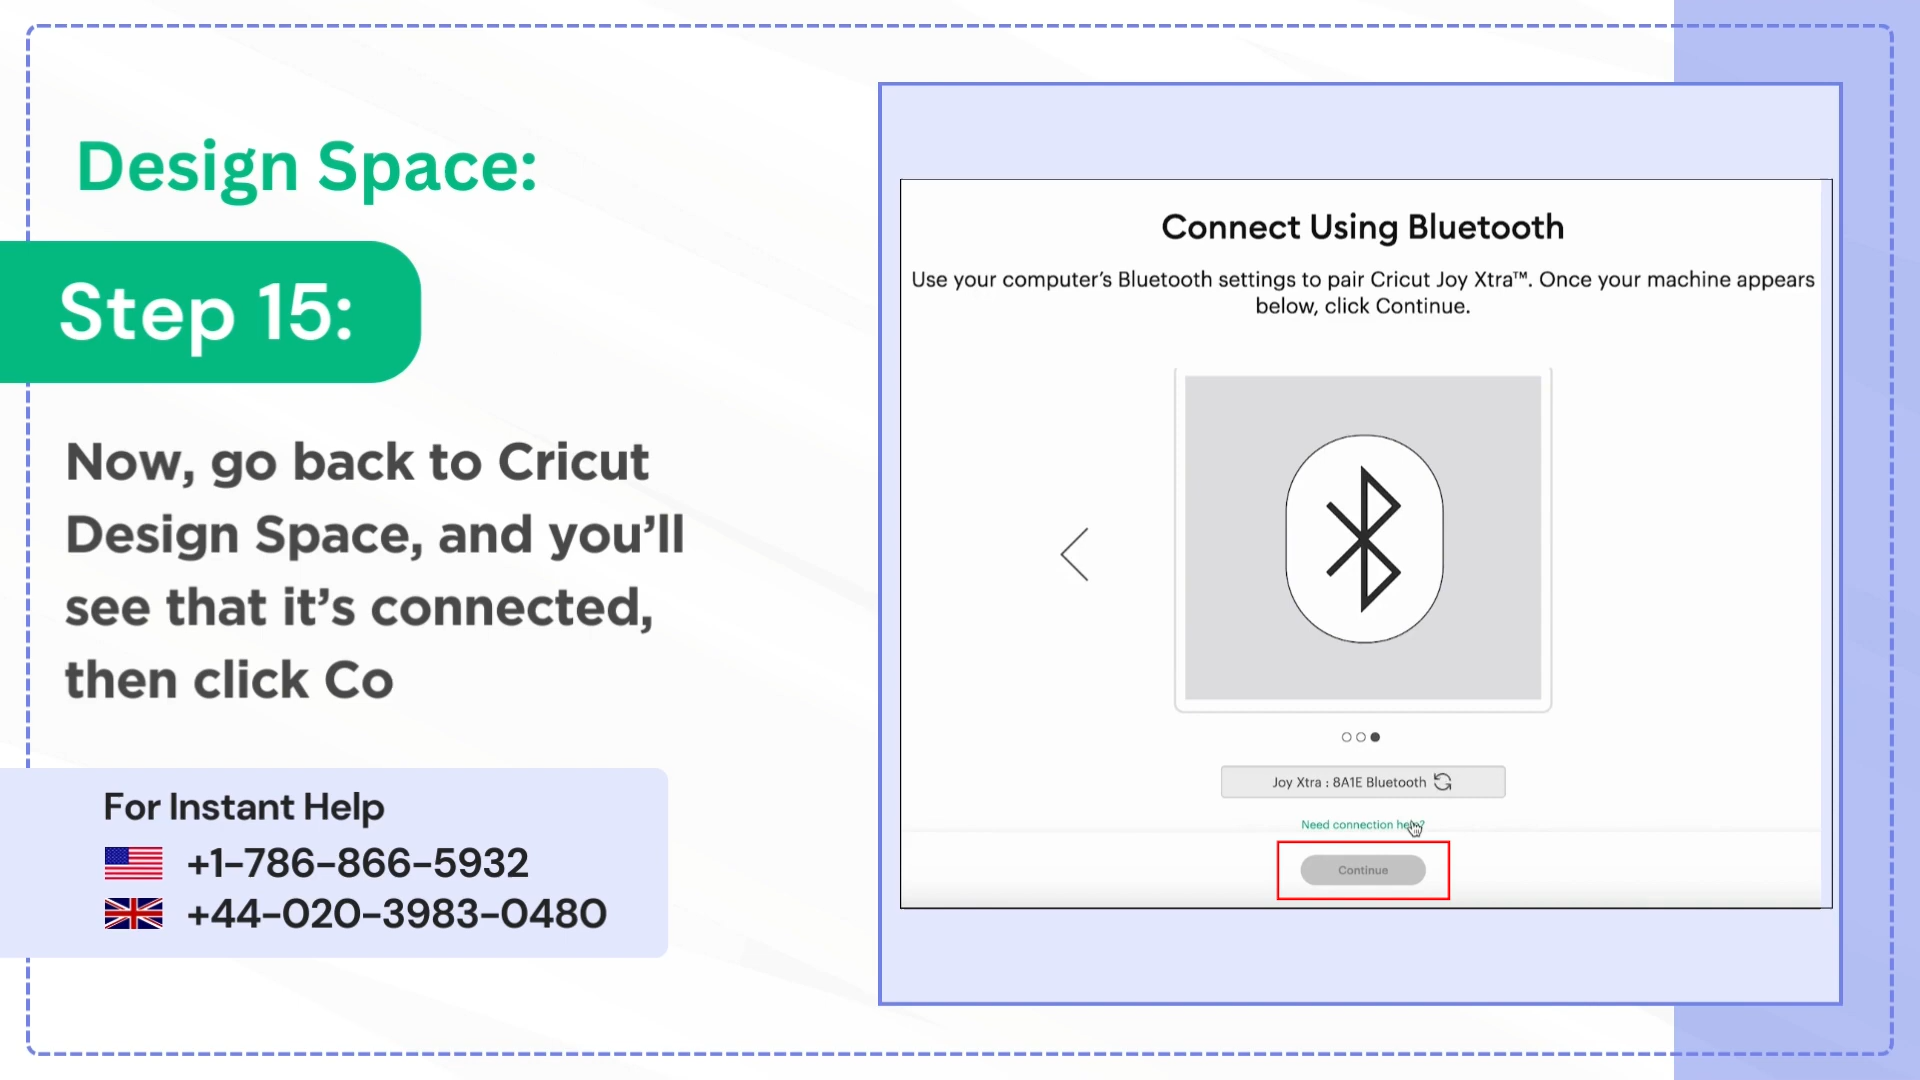 Design Space:
Step 15:
Now, go back to Cricut
Design Space, and you’ll
see that it’s connected,
then click Co
For Instant Help
+1-786-866-5932
+44-020-3983-0480
Connect Using Bluetooth
Use your computer’s Bluetooth settings to pair Cricut Joy Xtra™. Once your machine appears
below, click Continue.
Joy Xtra : 8A1E Bluetooth
Need connection help?
Continue